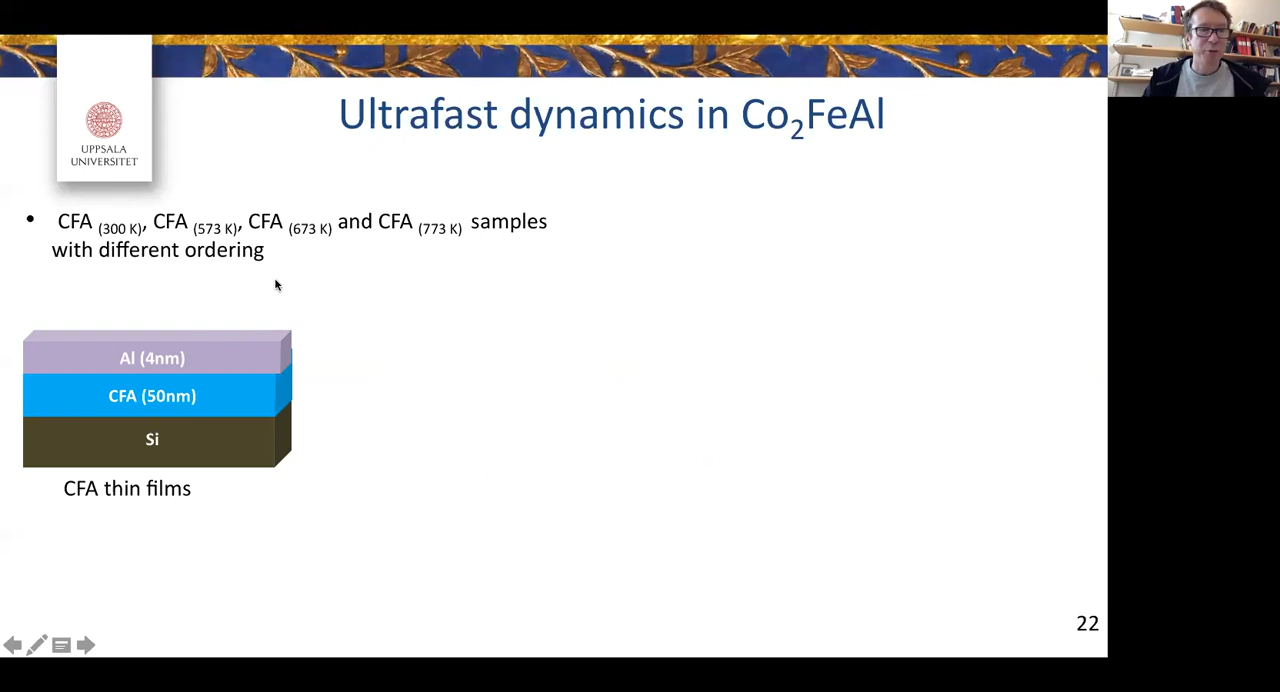 Ultrafast dynamics in Co₂FeAl
UPPSALA
UNIVERSITET
• CFA (300 K), CFA (573 K), CFA (673 K) and CFA (773 K) samples
with different ordering
Al (4nm)
CFA (50nm)
Si
CFA thin films
22